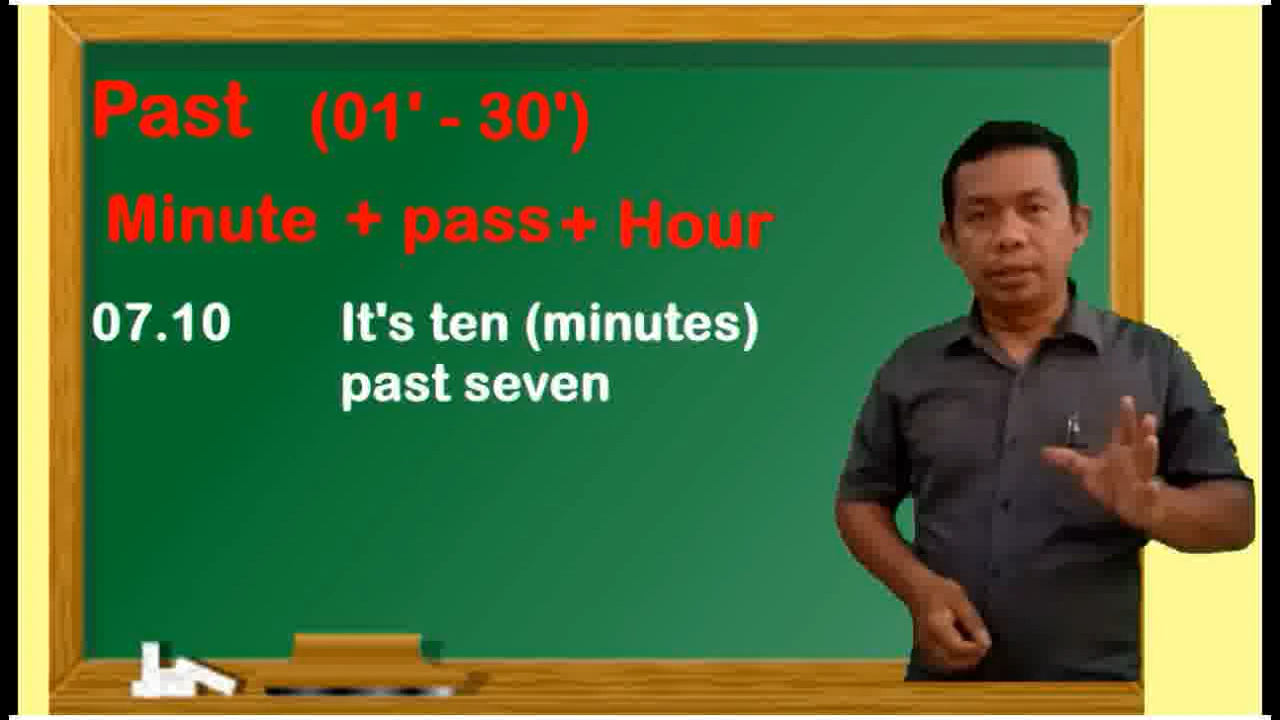 Past (01' - 30')
Minute + pass + Hour
07.10 It's ten (minutes)
past seven